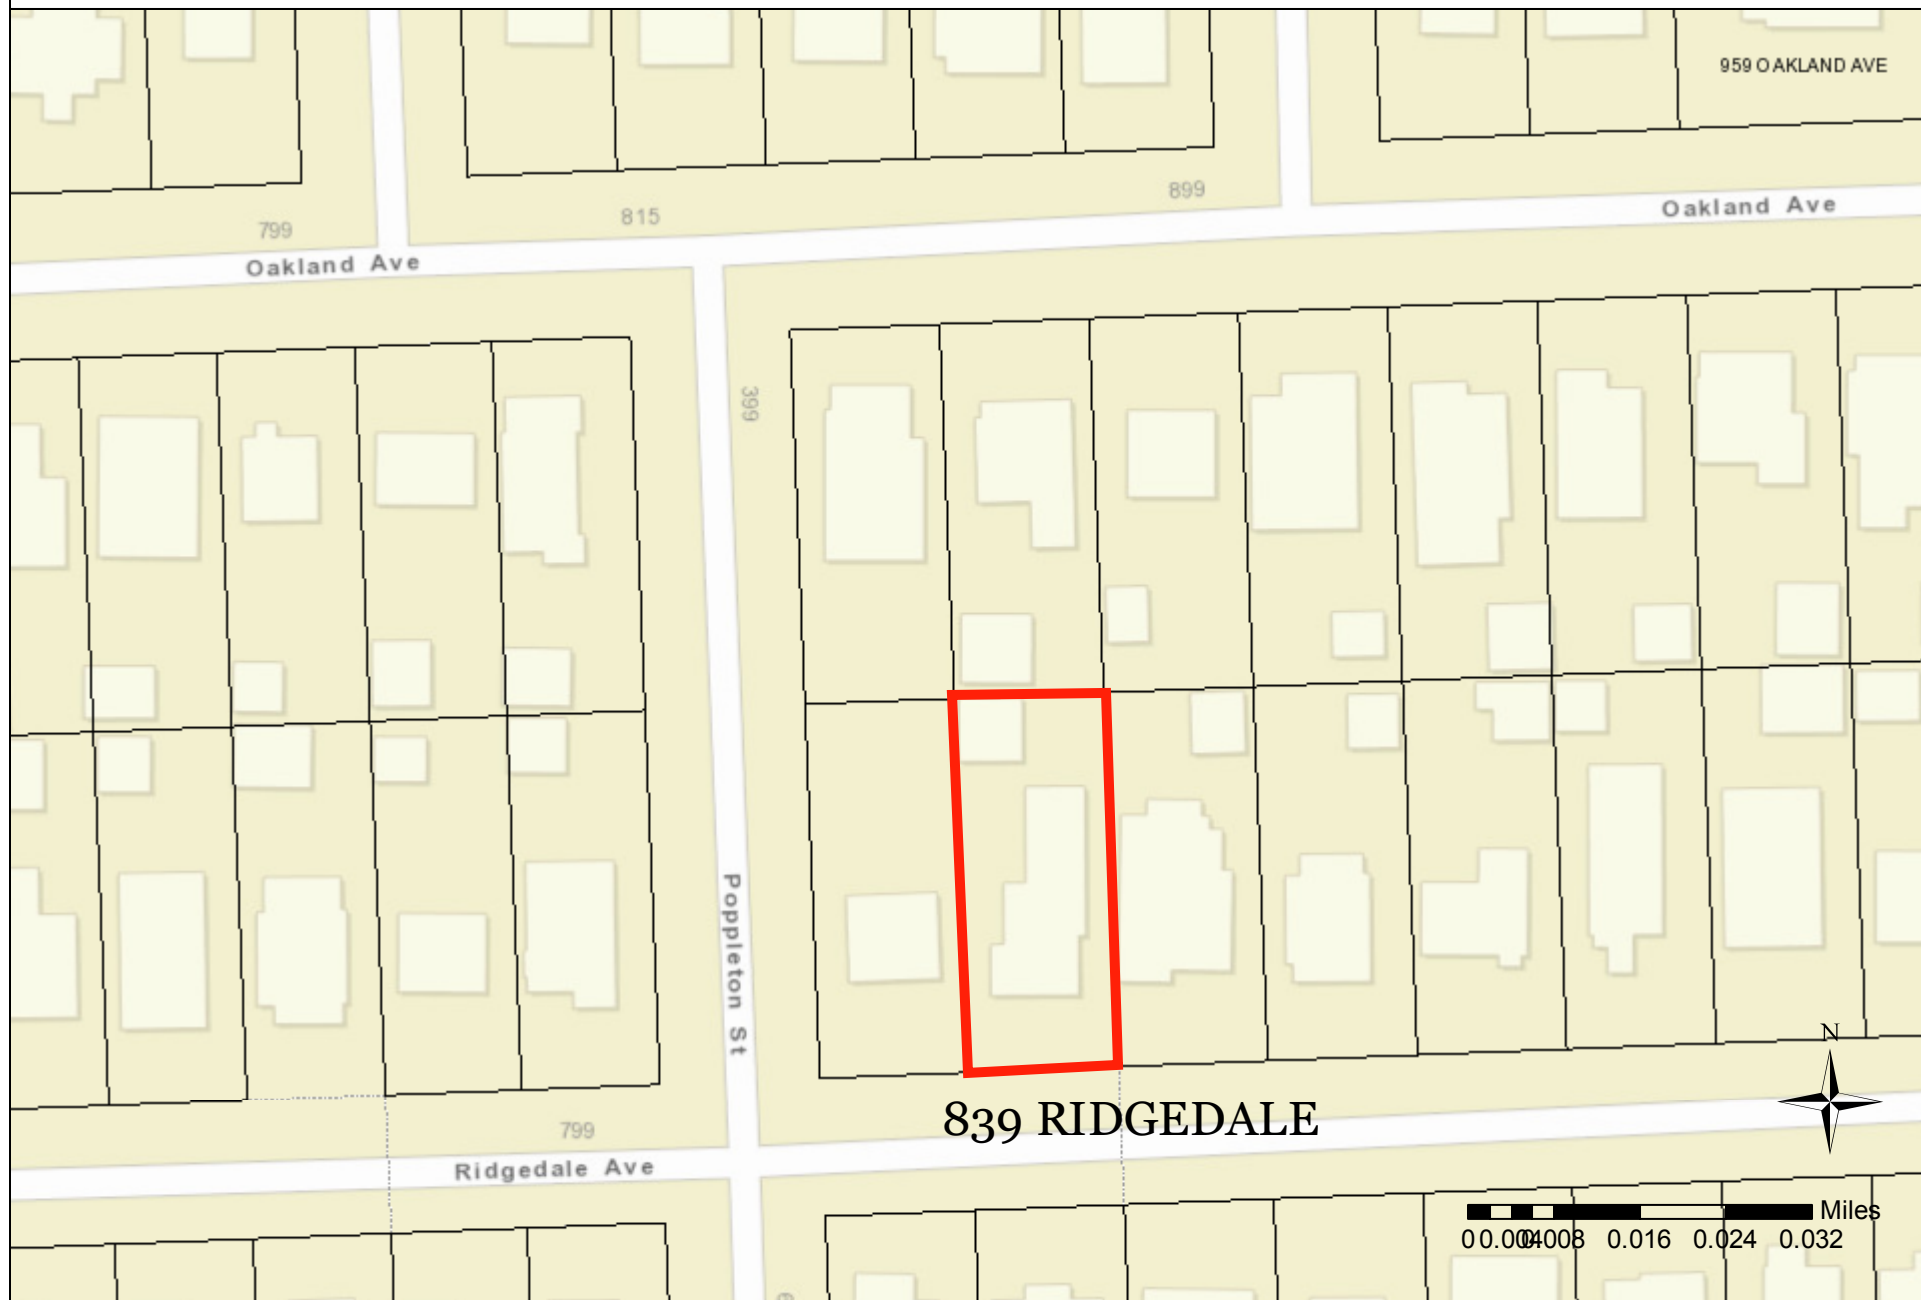 959 OAKLAND AVE
899
Oakland Ave
815
799
Oakland Ave
399
Poppleton St
N
839 RIDGEDALE
799
Ridgedale Ave
Miles
0 0.004 0.008 0.016 0.024 0.032